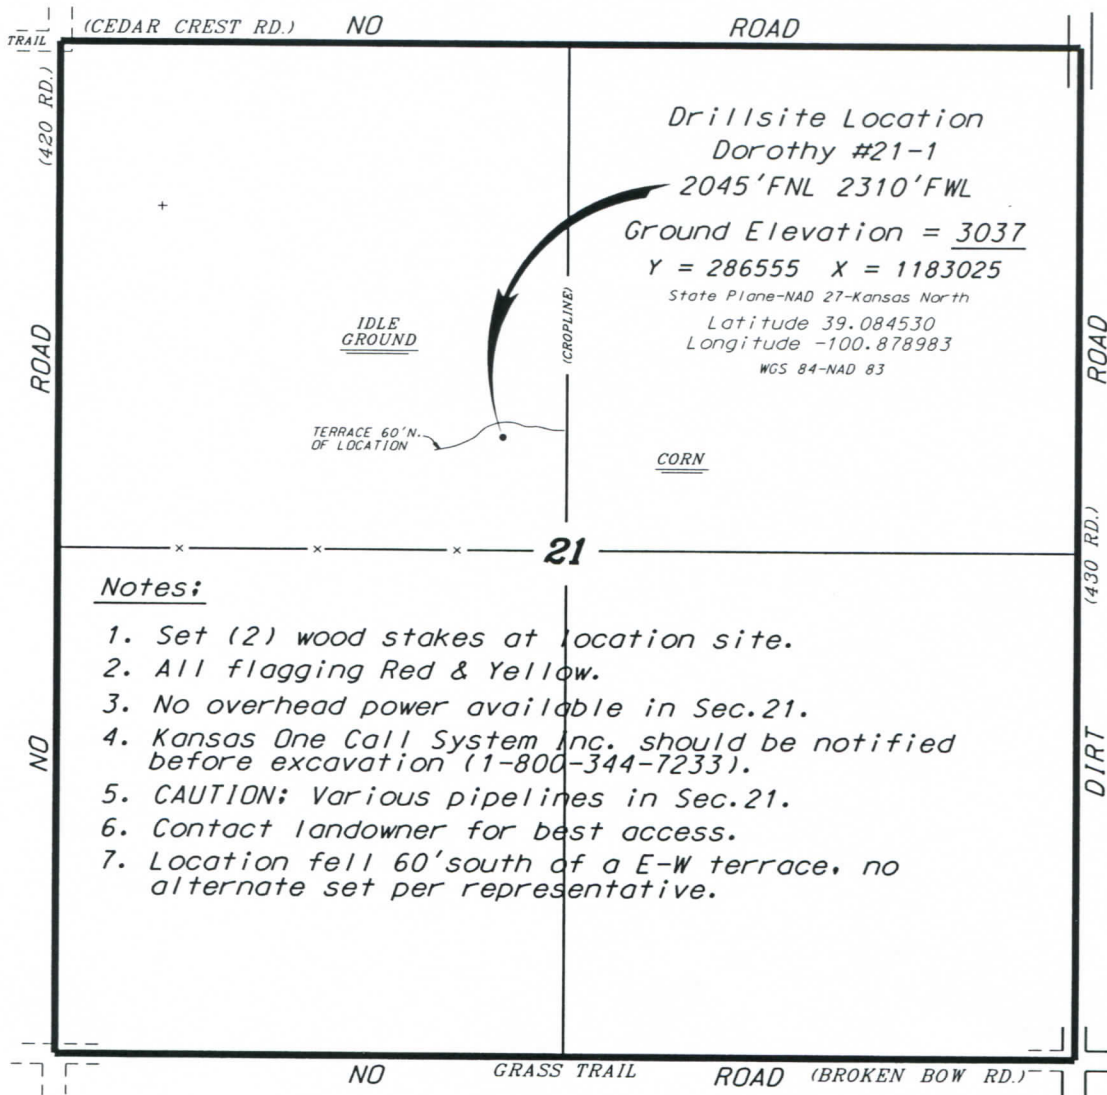 (CEDAR CREST RD.) NO ROAD
TRAIL
(420 RD.)
Drillsite Location
Dorothy #21-1
2045'FNL 2310'FWL
Ground Elevation = 3037
Y = 286555 X = 1183025
State Plane-NAD 27-Kansas North
Latitude 39.084530
Longitude -100.878983
WGS 84-NAD 83
IDLE
GROUND
(CROPLINE)
ROAD
ROAD
TERRACE 60'N.
OF LOCATION
CORN
21
(430 RD.)
Notes:
1. Set (2) wood stakes at location site.
2. All flagging Red & Yellow.
3. No overhead power available in Sec.21.
4. Kansas One Call System Inc. should be notified
before excavation (1-800-344-7233).
5. CAUTION: Various pipelines in Sec.21.
6. Contact landowner for best access.
7. Location fell 60'south of a E-W terrace, no
alternate set per representative.
NO
DIRT
NO GRASS TRAIL ROAD (BROKEN BOW RD.)